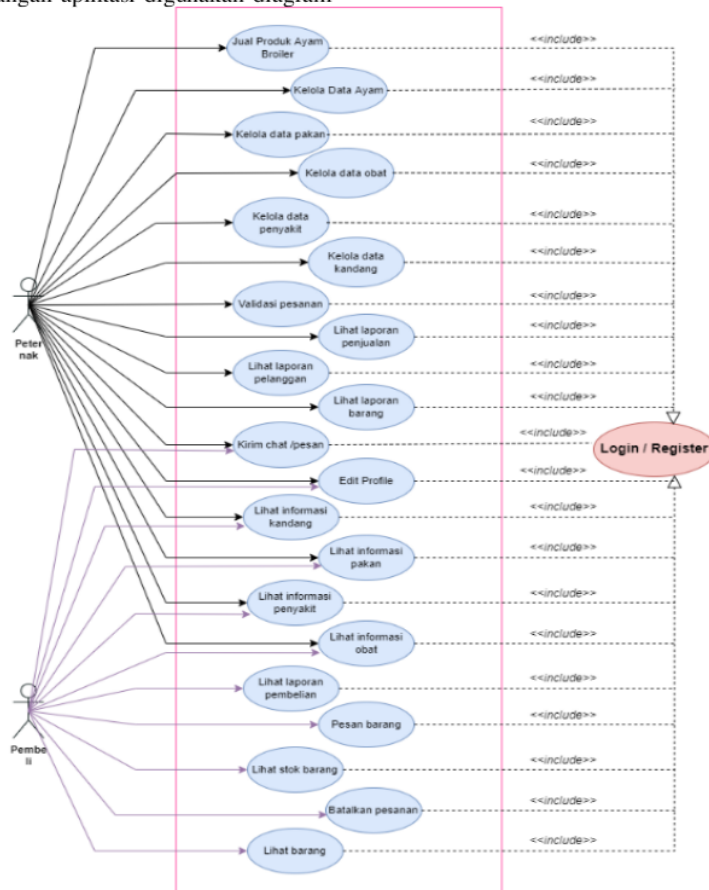 angan aplikasi digunakan diagram
Jual Produk Ayam
Broiler
<<include>>
Kelola Data Ayam
<<include>>
Kelola data pakan
<<include>>
Kelola data obat
<<include>>
Kelola data
penyakit
<<include>>
Kelola data
kandang
<<include>>
Validasi pesanan
<<include>>
Peter
nak
Lihat laporan
penjualan
<<include>>
Lihat laporan
pelanggan
<<include>>
Lihat laporan
barang
<<include>>
Kirim chat /pesan
<<include>>
Login / Register
Edit Profile
<<include>>
Lihat informasi
kandang
<<include>>
Lihat informasi
pakan
<<include>>
Lihat informasi
penyakit
<<include>>
Lihat informasi
obat
<<include>>
Lihat laporan
pembelian
<<include>>
Pesan barang
<<include>>
Pembe
li
Lihat stok barang
<<include>>
Batalkan pesanan
<<include>>
Lihat barang
<<include>>